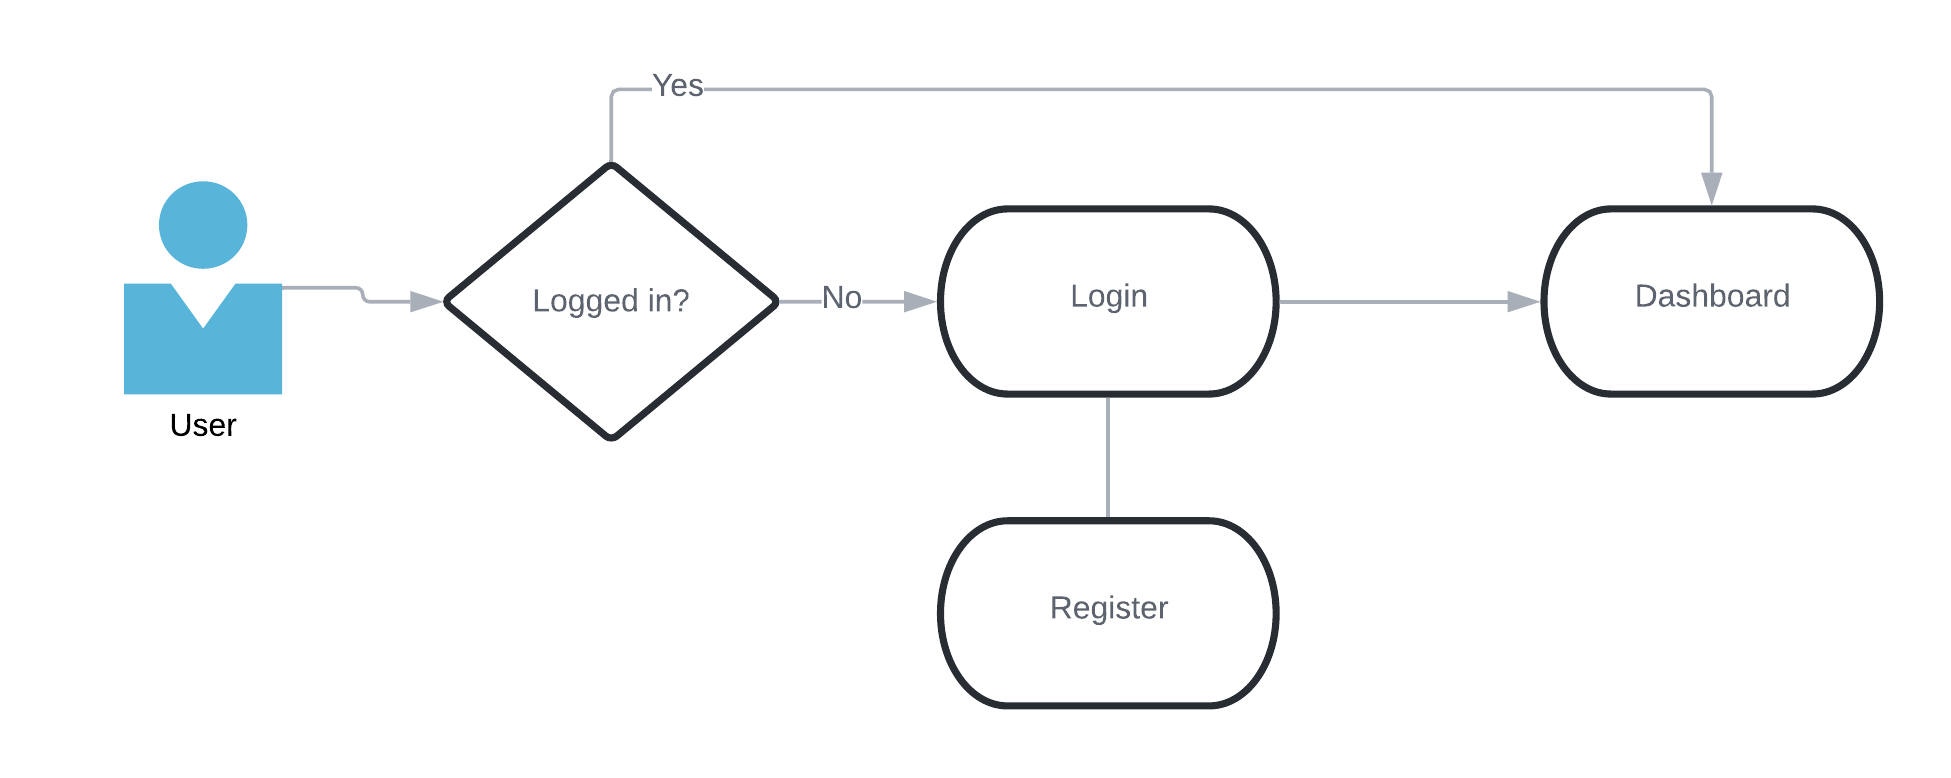 Yes
User
Logged in?
No
Login
Dashboard
Register